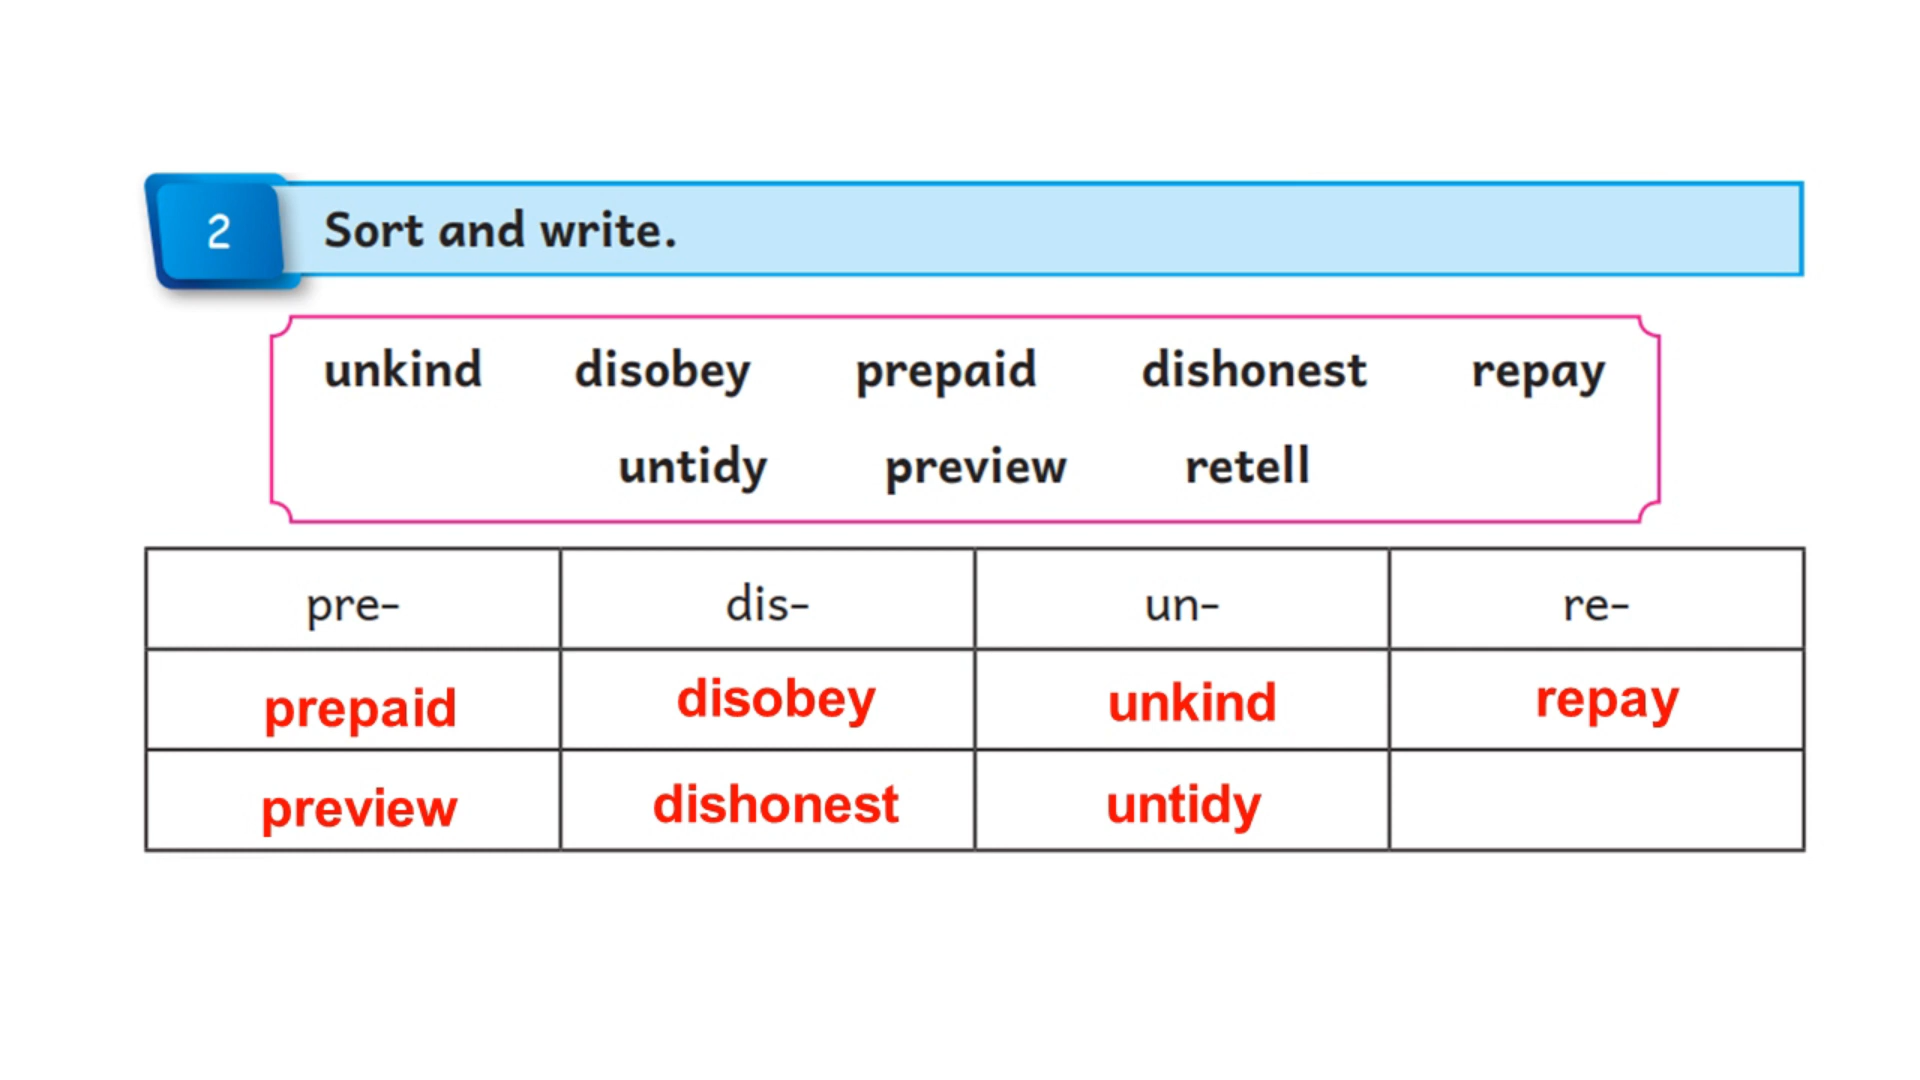 2 Sort and write.
unkind disobey prepaid dishonest repay
untidy preview retell
pre- dis- un- re-
prepaid disobey unkind repay
preview dishonest untidy